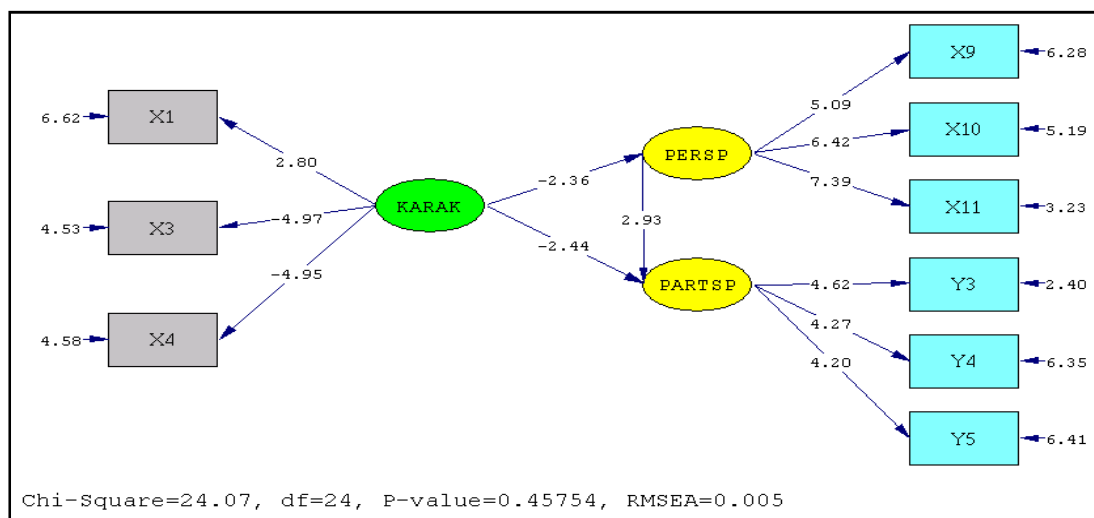 X9
6.28
6.62
X1
5.09
X10
5.19
2.80
6.42
PERSP
-2.36
7.39
KARAK
X11
3.23
4.53
X3
-4.97
2.93
-2.44
-4.95
PARTSP
4.62
Y3
2.40
4.27
4.58
X4
4.20
Y4
6.35
Y5
6.41
Chi-Square=24.07, df=24, P-value=0.45754, RMSEA=0.005